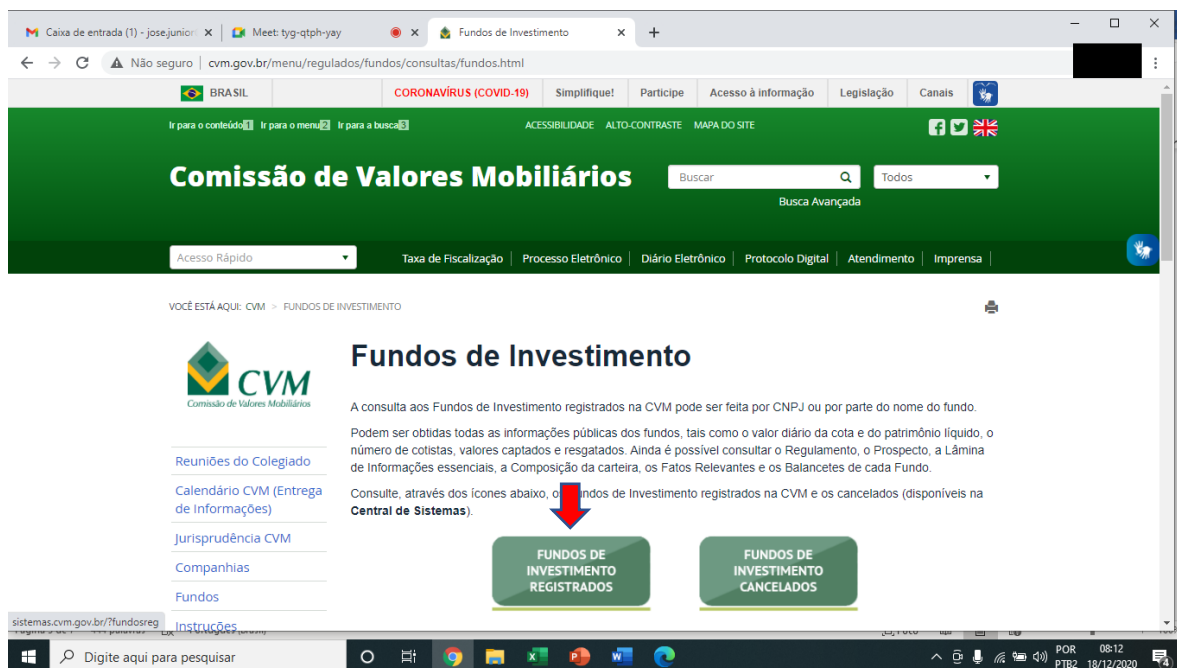 Caixa de entrada (1) - jose.junior
Meet: tyg-qtph-yay
Fundos de Investimento
Não seguro | cvm.gov.br/menu/regulados/fundos/consultas/fundos.html
BRASIL
CORONAVÍRUS (COVID-19)
Simplifique!
Participe
Acesso à informação
Legislação
Canais
Ir para o conteúdo 1 Ir para o menu 2 Ir para a busca 3
ACESSIBILIDADE ALTO-CONTRASTE MAPA DO SITE
Comissão de Valores Mobiliários
Buscar
Todos
Busca Avançada
Acesso Rápido
Taxa de Fiscalização | Processo Eletrônico | Diário Eletrônico | Protocolo Digital | Atendimento | Imprensa |
VOCÊ ESTÁ AQUI: CVM > FUNDOS DE INVESTIMENTO
CVM
Comissão de Valores Mobiliários
Reuniões do Colegiado
Calendário CVM (Entrega
de Informações)
Jurisprudência CVM
Companhias
Fundos
Instruções
Fundos de Investimento
A consulta aos Fundos de Investimento registrados na CVM pode ser feita por CNPJ ou por parte do nome do fundo.
Podem ser obtidas todas as informações públicas dos fundos, tais como o valor diário da cota e do patrimônio líquido, o
número de cotistas, valores captados e resgatados. Ainda é possível consultar o Regulamento, o Prospecto, a Lâmina
de Informações essenciais, a Composição da carteira, os Fatos Relevantes e os Balancetes de cada Fundo.
Consulte, através dos ícones abaixo, o undos de Investimento registrados na CVM e os cancelados (disponíveis na
Central de Sistemas).
FUNDOS DE
INVESTIMENTO
REGISTRADOS
FUNDOS DE
INVESTIMENTO
CANCELADOS
sistemas.cvm.gov.br/?fundosreg
Digite aqui para pesquisar
POR
PTB2
08:12
18/12/2020